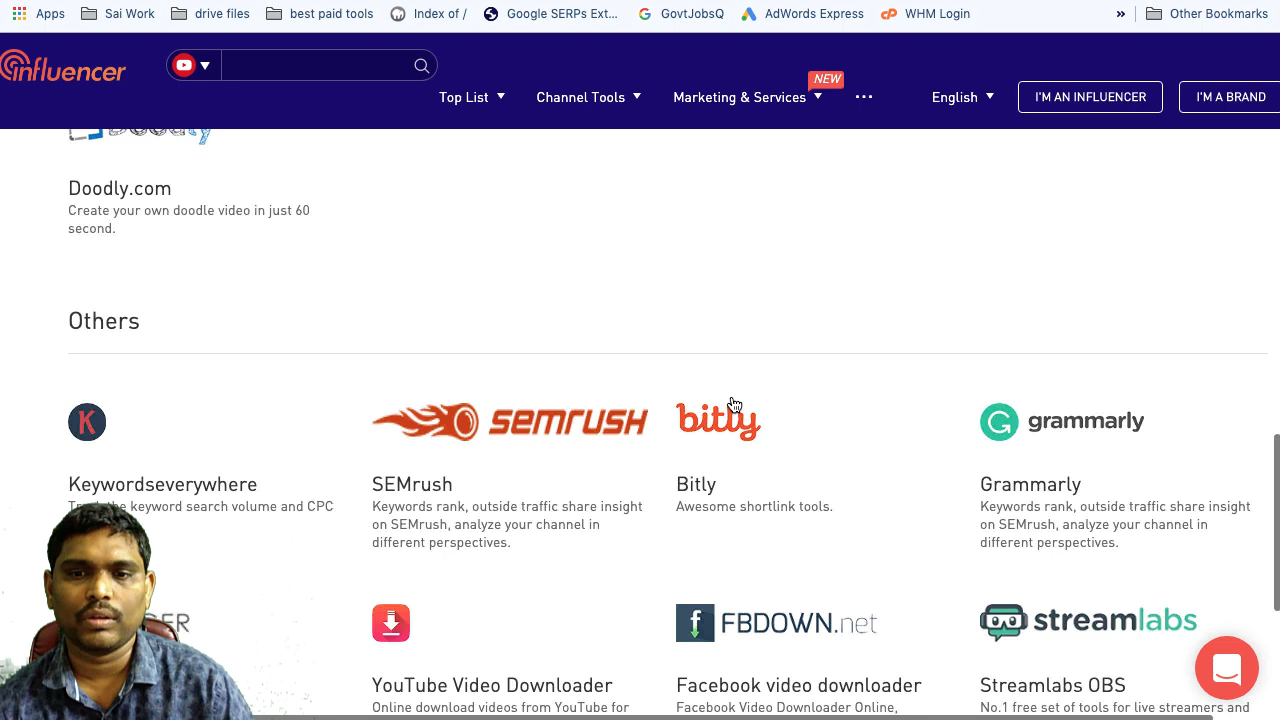 Apps Sai Work drive files best paid tools Index of / Google SERPs Ext... GovtJobsQ AdWords Express WHM Login » Other Bookmarks
influencer
NEW
Top List Channel Tools Marketing & Services ... English I'M AN INFLUENCER I'M A BRAND
Doodly
Doodly.com
Create your own doodle video in just 60
second.
Others
K SEMRUSH bitly grammarly
Keywordseverywhere SEMrush Bitly Grammarly
the keyword search volume and CPC Keywords rank, outside traffic share insight Awesome shortlink tools. Keywords rank, outside traffic share insight
on SEMrush, analyze your channel in on SEMrush, analyze your channel in
different perspectives. different perspectives.
FBDOWN.net streamlabs
YouTube Video Downloader Facebook video downloader Streamlabs OBS
Online download videos from YouTube for Facebook Video Downloader Online, No.1 free set of tools for live streamers and